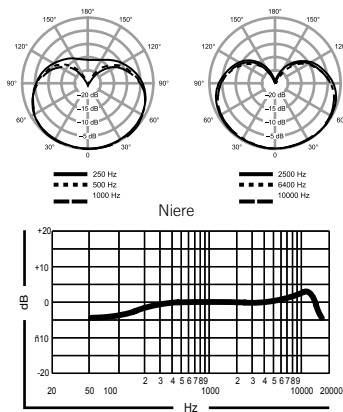 180° 180°
150° 150° 150° 150°
120° 120° 120° 120°
90° 90° 90° 90°
–20 dB –20 dB
–15 dB –15 dB
–10 dB –10 dB
–5 dB –5 dB
60° 60° 60° 60°
30° 30° 30° 30°
0 0
250 Hz 2500 Hz
500 Hz 6400 Hz
1000 Hz 10000 Hz
Niere
+20
+10
dB
0
ñ10
-20
2 3 4 5 6 7 8 9 2 3 4 5 6 7 8 9
20 50 100 1000 10000 20000
Hz